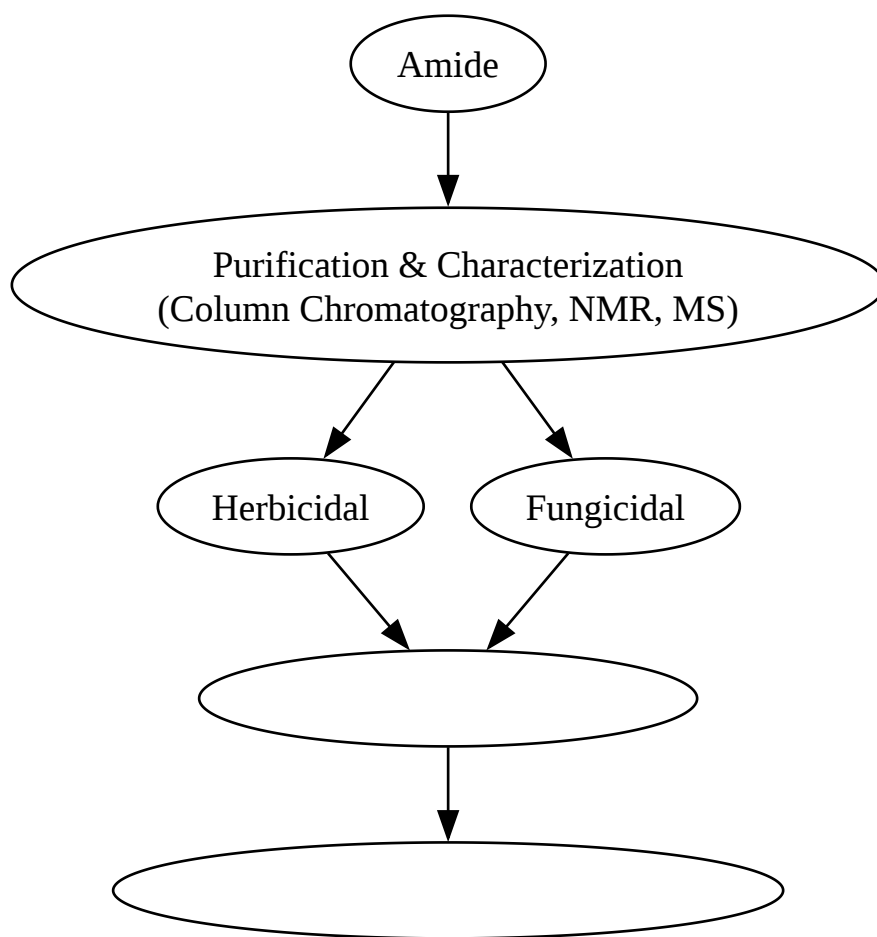 Amide
Purification & Characterization
(Column Chromatography, NMR, MS)
Herbicidal
Fungicidal